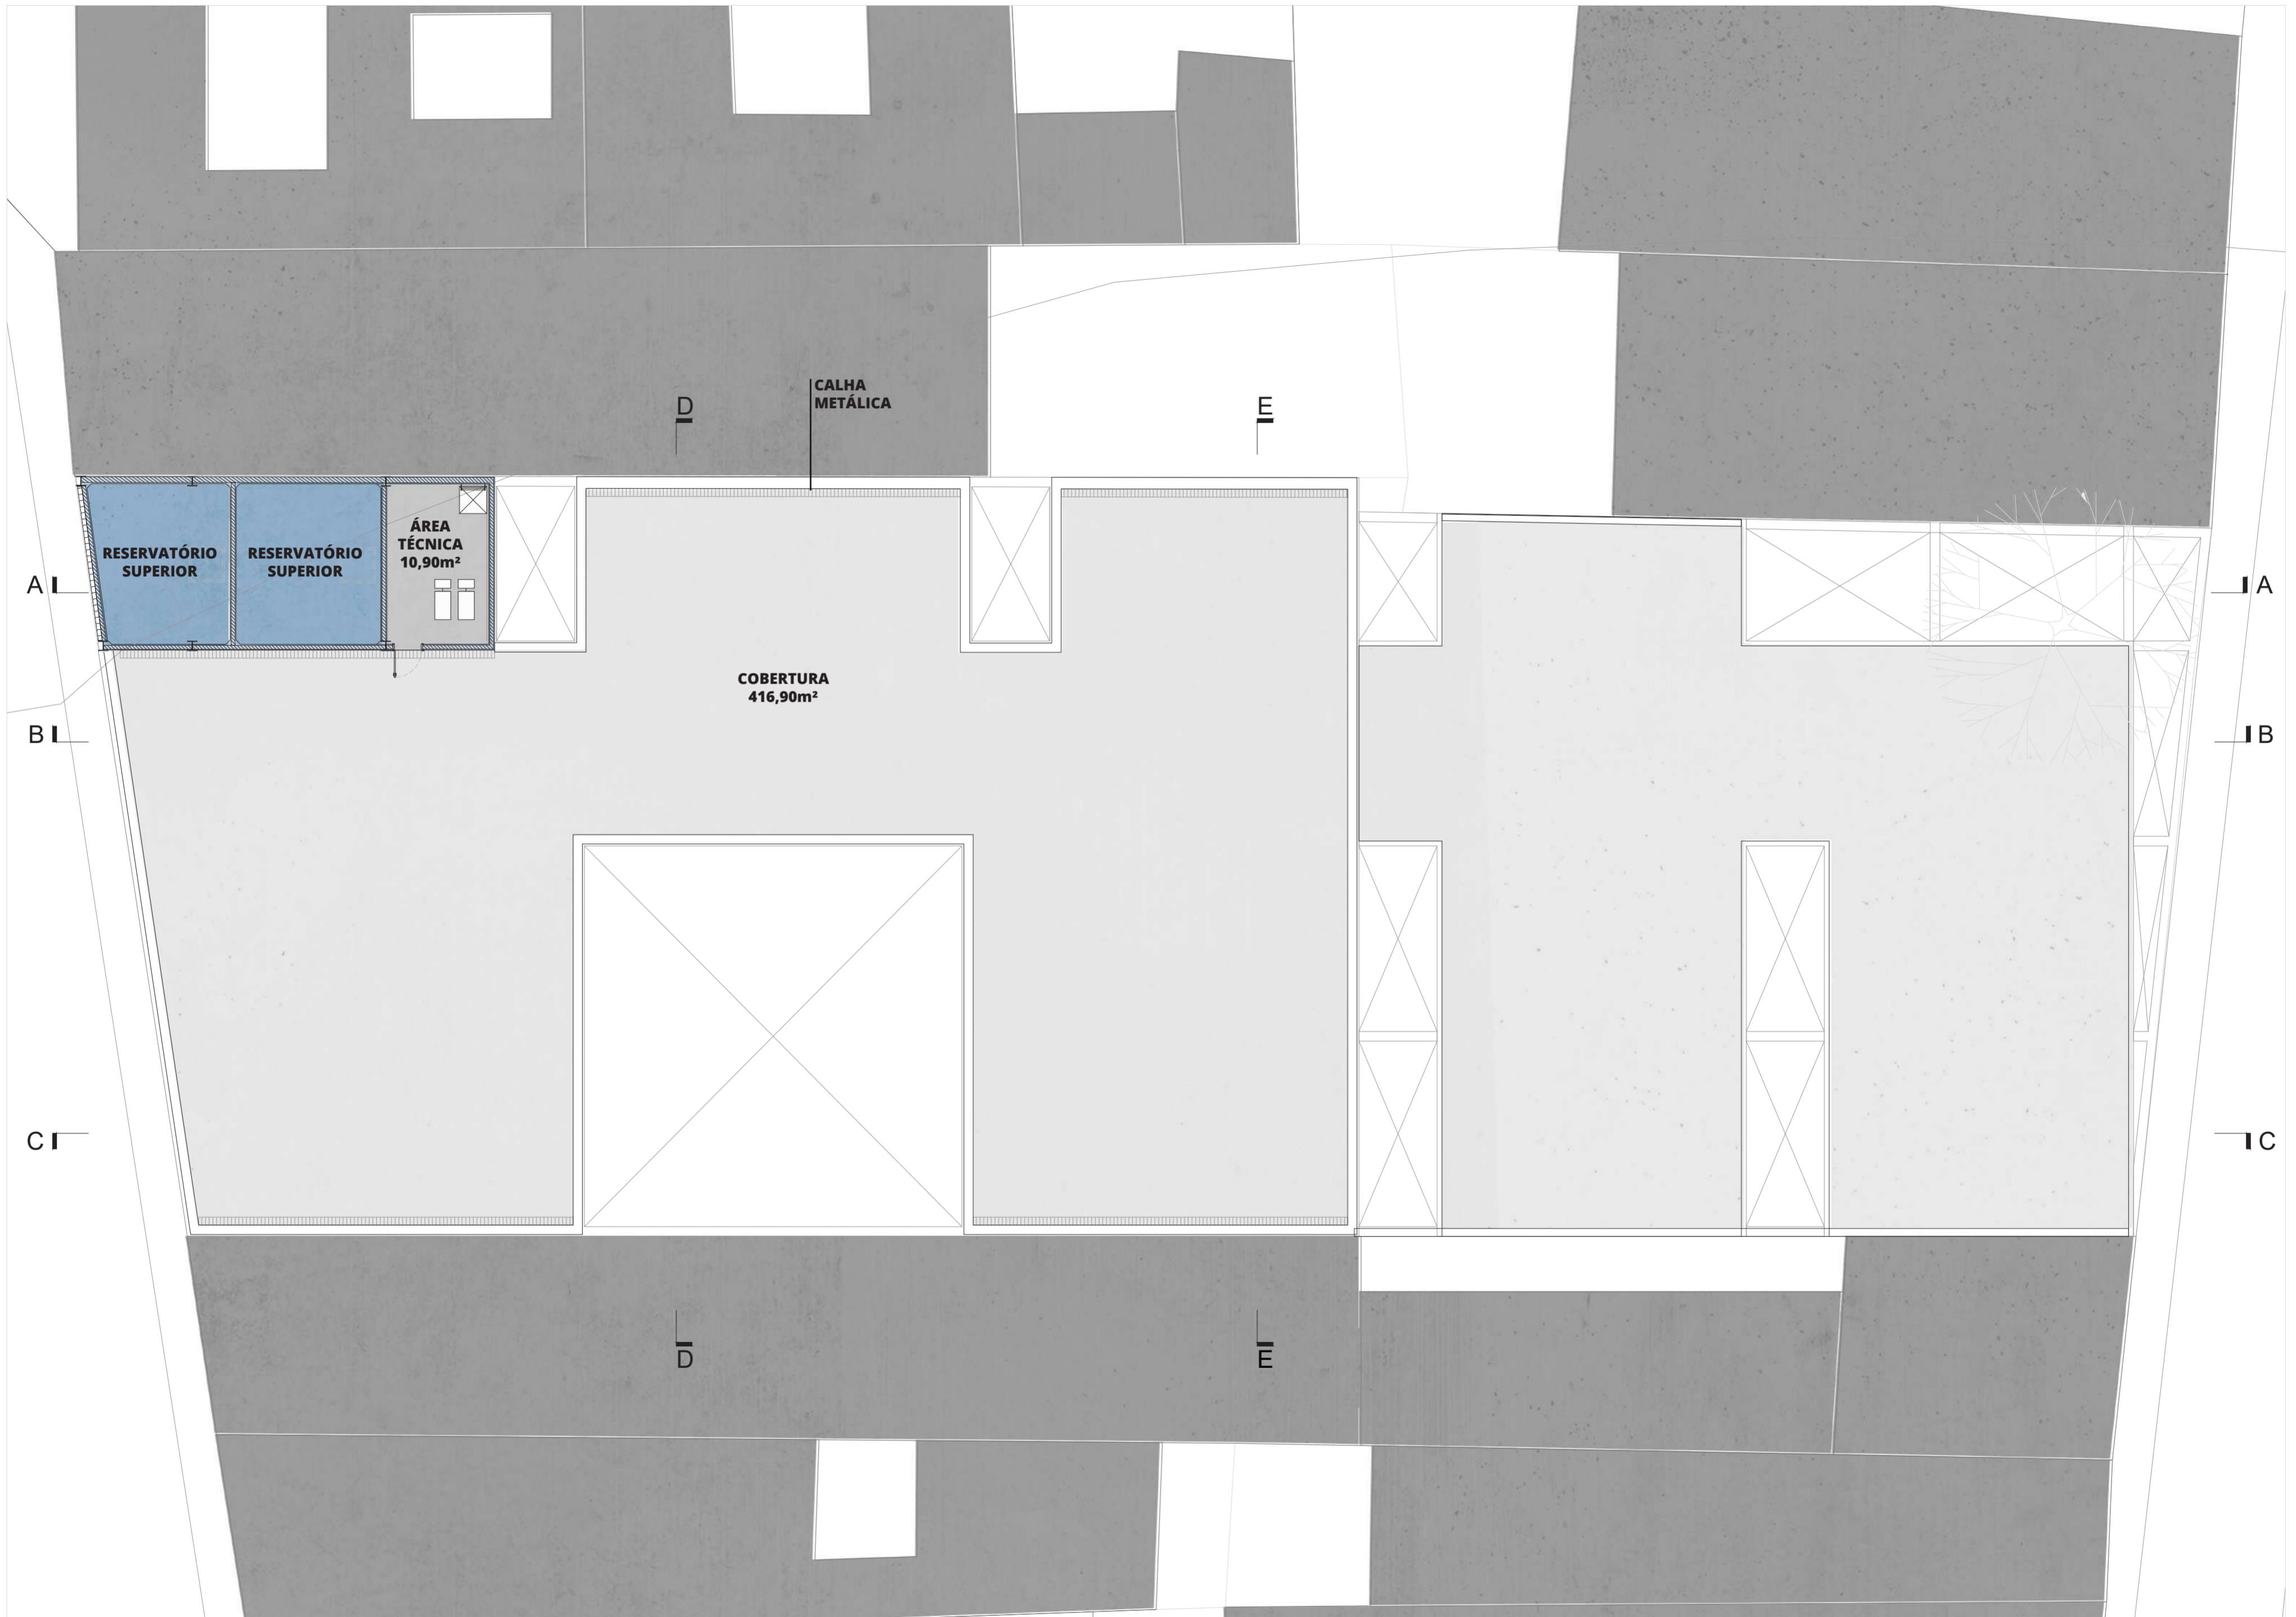 CALHA
METÁLICA
D
E
RESERVATÓRIO
SUPERIOR
RESERVATÓRIO
SUPERIOR
ÁREA
TÉCNICA
10,90m²
A
A
COBERTURA
416,90m²
B
B
C
C
D
E